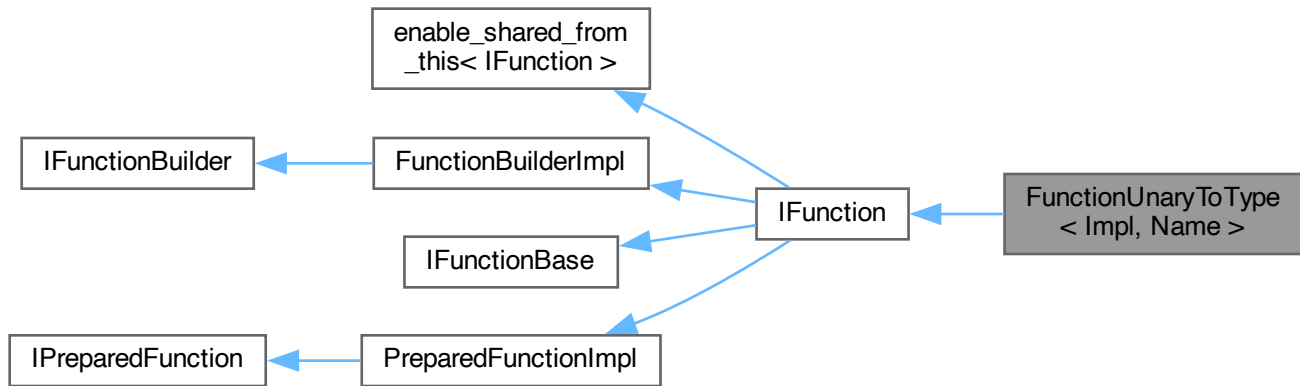 enable_shared_from
_this< IFunction >
IFunctionBuilder
FunctionBuilderImpl
IFunction
FunctionUnaryToType
< Impl, Name >
IFunctionBase
IPreparedFunction
PreparedFunctionImpl